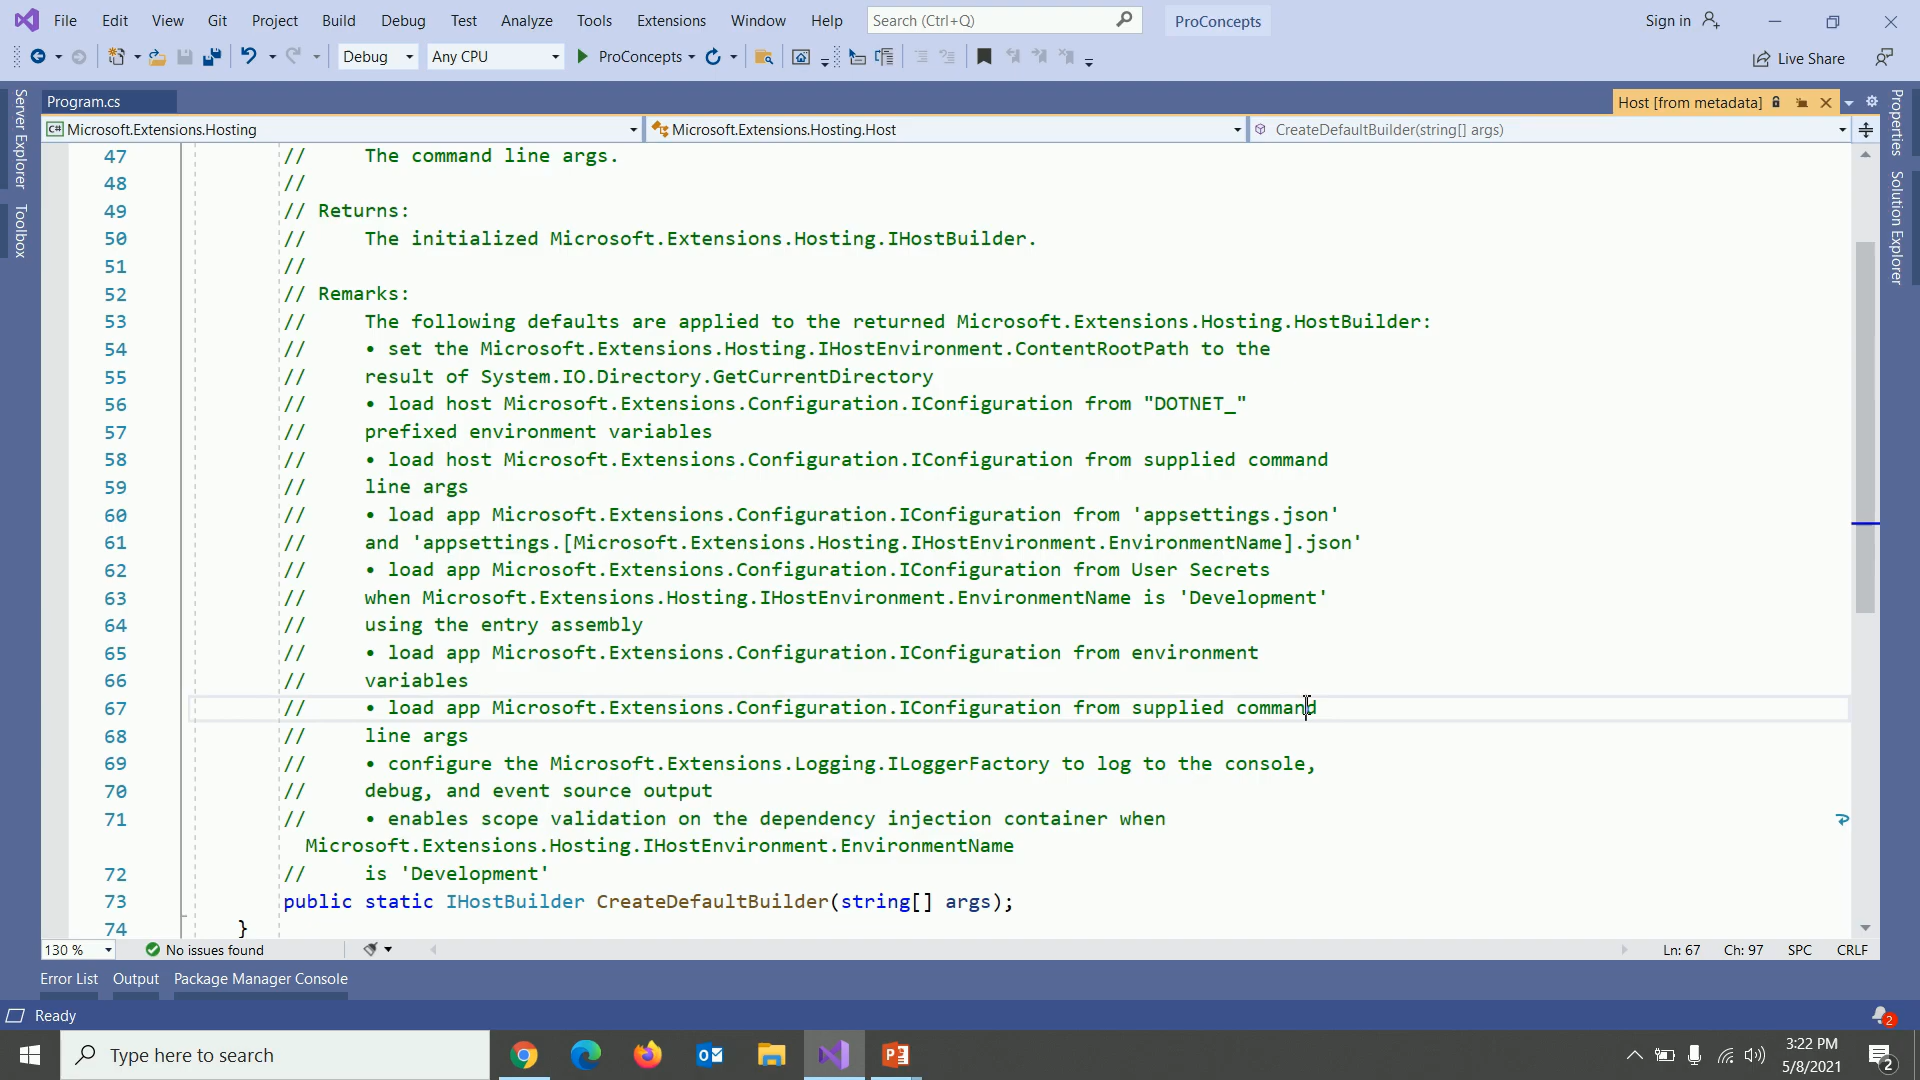 File Edit View Git Project Build Debug Test Analyze Tools Extensions Window Help Search (Ctrl+Q) ProConcepts Sign in
Debug Any CPU ProConcepts Live Share
Server Explorer
Toolbox
Properties
Solution Explorer
Program.cs Host [from metadata]
C# Microsoft.Extensions.Hosting Microsoft.Extensions.Hosting.Host CreateDefaultBuilder(string[] args)
47 // The command line args.
48 //
49 // Returns:
50 // The initialized Microsoft.Extensions.Hosting.IHostBuilder.
51 //
52 // Remarks:
53 // The following defaults are applied to the returned Microsoft.Extensions.Hosting.HostBuilder:
54 // • set the Microsoft.Extensions.Hosting.IHostEnvironment.ContentRootPath to the
55 // result of System.IO.Directory.GetCurrentDirectory
56 // • load host Microsoft.Extensions.Configuration.IConfiguration from "DOTNET_"
57 // prefixed environment variables
58 // • load host Microsoft.Extensions.Configuration.IConfiguration from supplied command
59 // line args
60 // • load app Microsoft.Extensions.Configuration.IConfiguration from 'appsettings.json'
61 // and 'appsettings.[Microsoft.Extensions.Hosting.IHostEnvironment.EnvironmentName].json'
62 // • load app Microsoft.Extensions.Configuration.IConfiguration from User Secrets
63 // when Microsoft.Extensions.Hosting.IHostEnvironment.EnvironmentName is 'Development'
64 // using the entry assembly
65 // • load app Microsoft.Extensions.Configuration.IConfiguration from environment
66 // variables
67 // • load app Microsoft.Extensions.Configuration.IConfiguration from supplied command
68 // line args
69 // • configure the Microsoft.Extensions.Logging.ILoggerFactory to log to the console,
70 // debug, and event source output
71 // • enables scope validation on the dependency injection container when
Microsoft.Extensions.Hosting.IHostEnvironment.EnvironmentName
72 // is 'Development'
73 public static IHostBuilder CreateDefaultBuilder(string[] args);
74 }
130 % No issues found Ln: 67 Ch: 97 SPC CRLF
Error List Output Package Manager Console
Ready 2
Type here to search 3:22 PM
5/8/2021 2